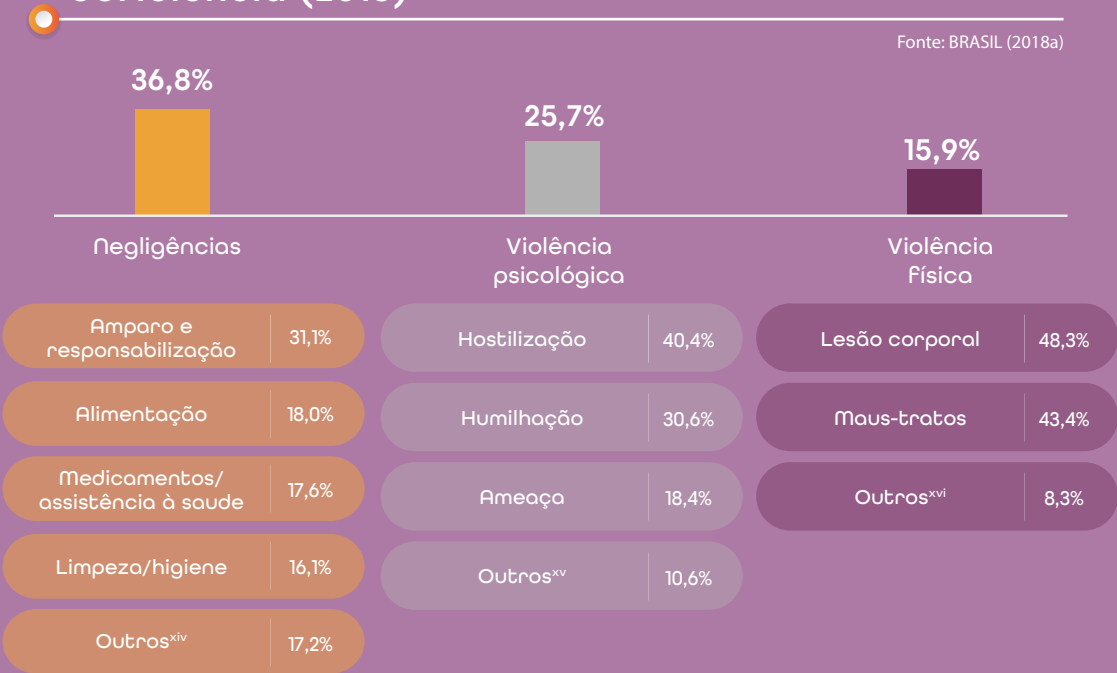 Fonte: BRASIL (2018a)
36,8%
25,7%
15,9%
Negligências
Violência
psicológica
Violência
Física
Amparo e
responsabilização
31,1%
Alimentação
18,0%
Medicamentos/
assistência à saude
17,6%
Limpeza/higiene
16,1%
Outrosxiv
17,2%
Hostilização
40,4%
Humilhação
30,6%
Ameaça
18,4%
Outrosxv
10,6%
Lesão corporal
48,3%
Maus-tratos
43,4%
Outrosxvi
8,3%